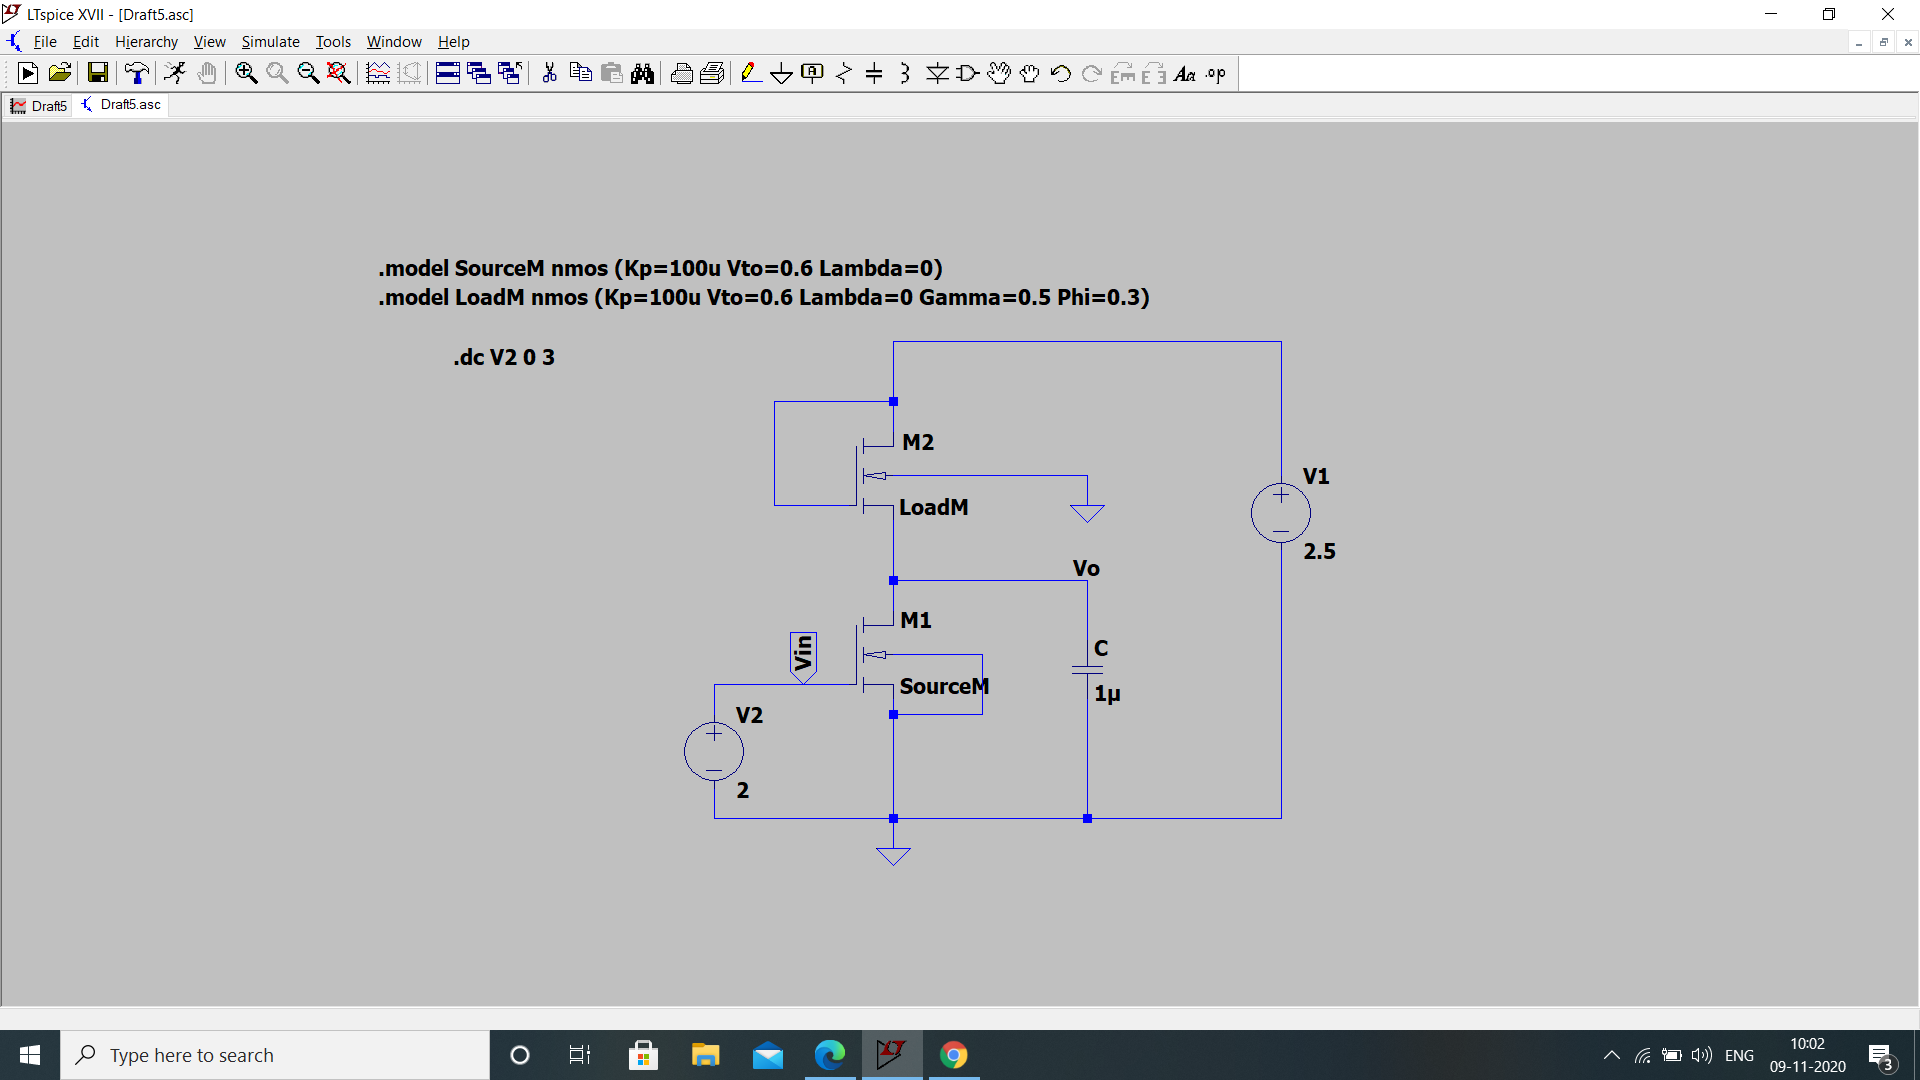 LTspice XVII - [Draft5.asc]
File Edit Hierarchy View Simulate Tools Window Help
Draft5 Draft5.asc
.model SourceM nmos (Kp=100u Vto=0.6 Lambda=0)
.model LoadM nmos (Kp=100u Vto=0.6 Lambda=0 Gamma=0.5 Phi=0.3)
.dc V2 0 3
M2
LoadM
V1
2.5
Vo
M1
Vin
SourceM
C
1µ
V2
2
Type here to search
ENG
10:02
09-11-2020
3